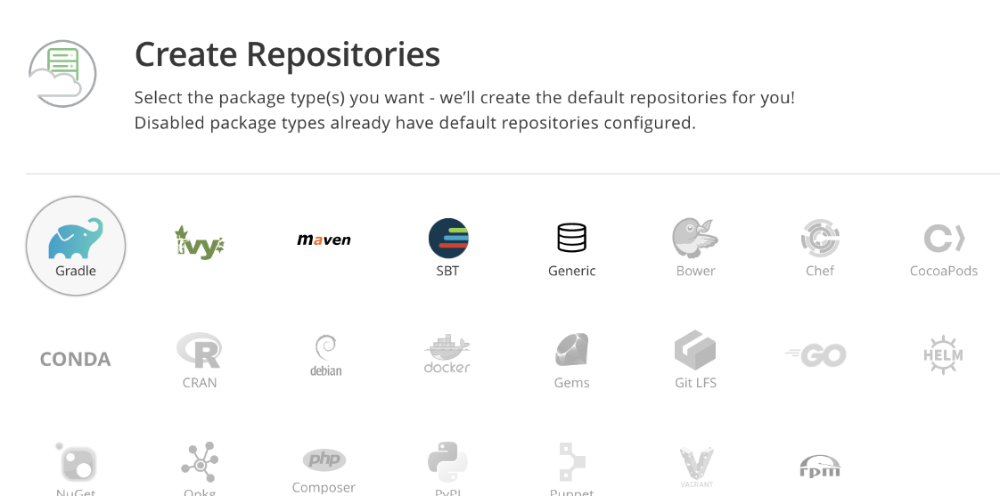 Create Repositories
Select the package type(s) you want - we'll create the default repositories for you!
Disabled package types already have default repositories configured.
ivy maven
Gradle SBT Generic Bower Chef CocoaPods
CONDA debian docker GO HELM
CRAN Gems Git LFS
php VAGRANT rpm
NuGet Opkg Composer PyPI Puppet